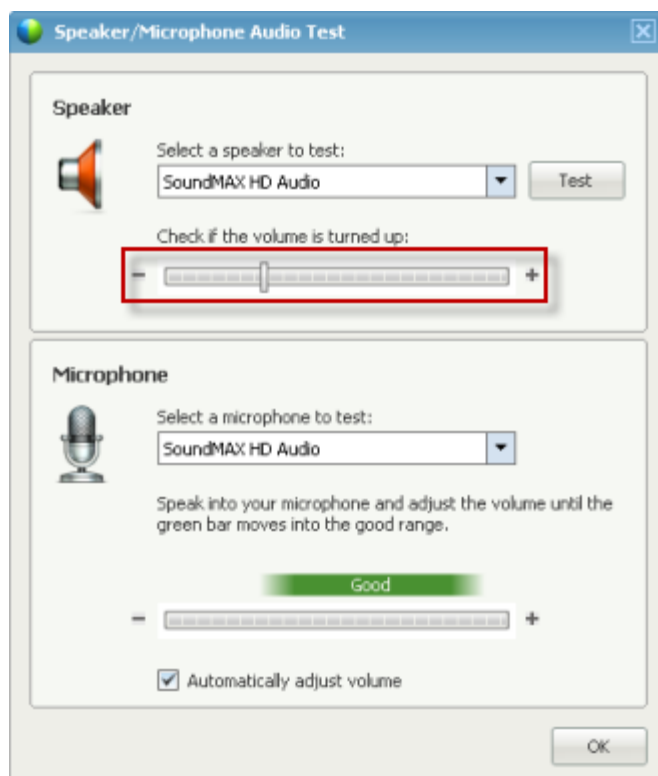 Speaker/Microphone Audio Test
Speaker
Select a speaker to test:
SoundMAX HD Audio
Test
Check if the volume is turned up:
- +
Microphone
Select a microphone to test:
SoundMAX HD Audio
Speak into your microphone and adjust the volume until the
green bar moves into the good range.
Good
- +
Automatically adjust volume
OK